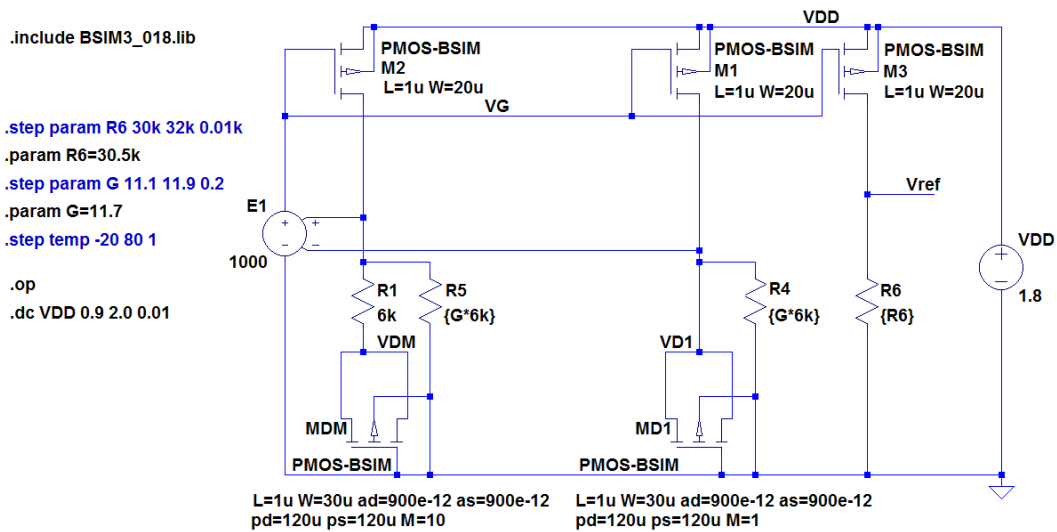 VDD
.include BSIM3_018.lib
PMOS-BSIM
M2
L=1u W=20u
PMOS-BSIM
M1
L=1u W=20u
PMOS-BSIM
M3
L=1u W=20u
VG
.step param R6 30k 32k 0.01k
.param R6=30.5k
.step param G 11.1 11.9 0.2
.param G=11.7
.step temp -20 80 1
.op
.dc VDD 0.9 2.0 0.01
E1
1000
Vref
VDD
1.8
R1
6k
R5
{G*6k}
R4
{G*6k}
R6
{R6}
VDM
VD1
MDM
PMOS-BSIM
MD1
PMOS-BSIM
L=1u W=30u ad=900e-12 as=900e-12
pd=120u ps=120u M=10
L=1u W=30u ad=900e-12 as=900e-12
pd=120u ps=120u M=1